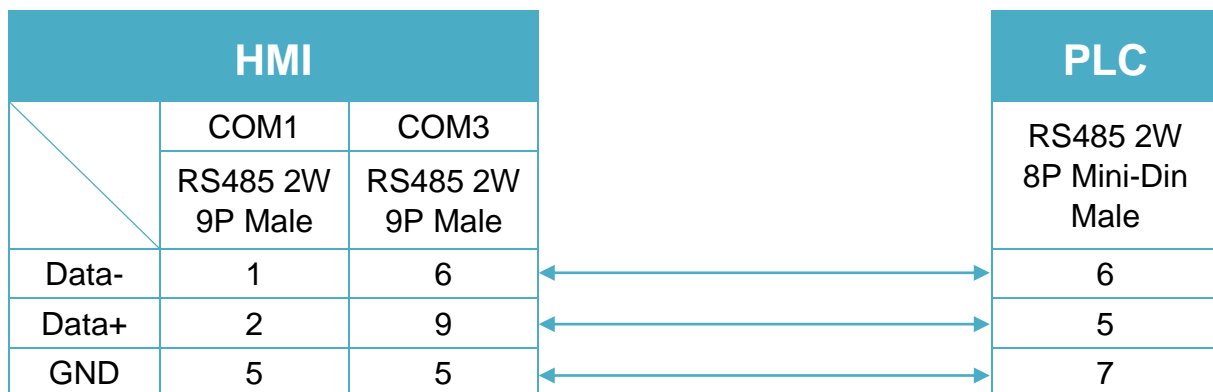 HMI
PLC
COM1 COM3
RS485 2W
9P Male
RS485 2W
9P Male
RS485 2W
8P Mini-Din
Male
Data- 1 6 6
Data+ 2 9 5
GND 5 5 7